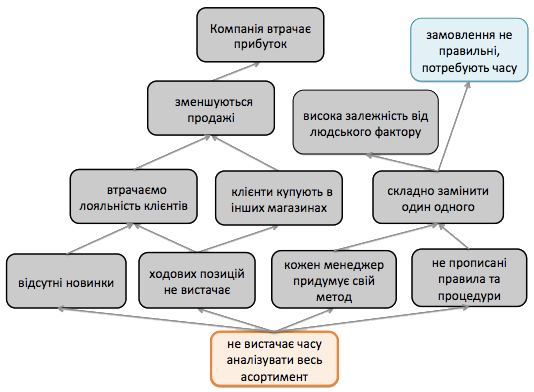 Компанія втрачає
прибуток
замовлення не
правильні,
потребують часу
зменшуються
продажі
висока залежність від
людського фактору
втрачаємо
лояльність клієнтів
клієнти купують в
інших магазинах
складно замінити
один одного
відсутні новинки
ходових позицій
не вистачає
кожен менеджер
придумує свій
метод
не прописані
правила та
процедури
не вистачає часу
аналізувати весь
асортимент